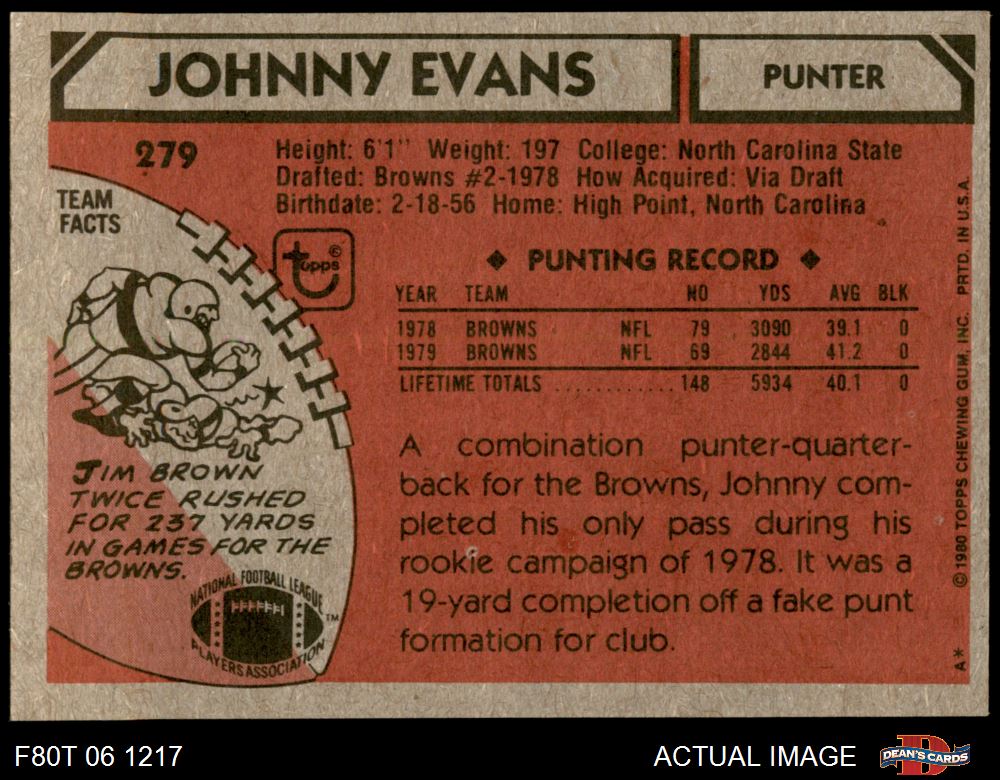 JOHNNY EVANS
PUNTER
279
Height: 6'1" Weight: 197 College: North Carolina State
Drafted: Browns #2-1978 How Acquired: Via Draft
Birthdate: 2-18-56 Home: High Point, North Carolina
TEAM
FACTS
topps ©
◆ PUNTING RECORD ◆
YEAR TEAM NO YDS AVG BLK
1978 BROWNS NFL 79 3090 39.1 0
1979 BROWNS NFL 69 2844 41.2 0
LIFETIME TOTALS ........... 148 5934 40.1 0
JIM BROWN
TWICE RUSHED
FOR 237 YARDS
IN GAMES FOR THE
BROWNS.
NATIONAL FOOTBALL LEAGUE
PLAYERS ASSOCIATION
TM
A combination punter-quarter-
back for the Browns, Johnny com-
pleted his only pass during his
rookie campaign of 1978. It was a
19-yard completion off a fake punt
formation for club.
A* © 1980 TOPPS CHEWING GUM, INC. PRTD. IN U.S.A.
F80T 06 1217
ACTUAL IMAGE
D
DEAN'S CARDS